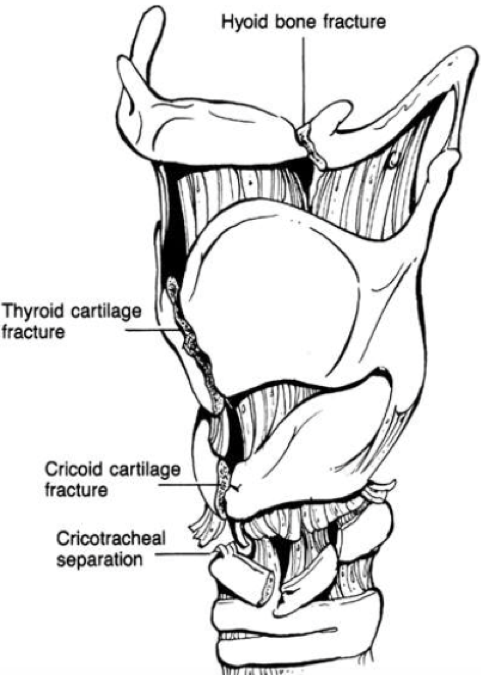 Hyoid bone fracture
Thyroid cartilage
fracture
Cricoid cartilage
fracture
Cricotracheal
separation